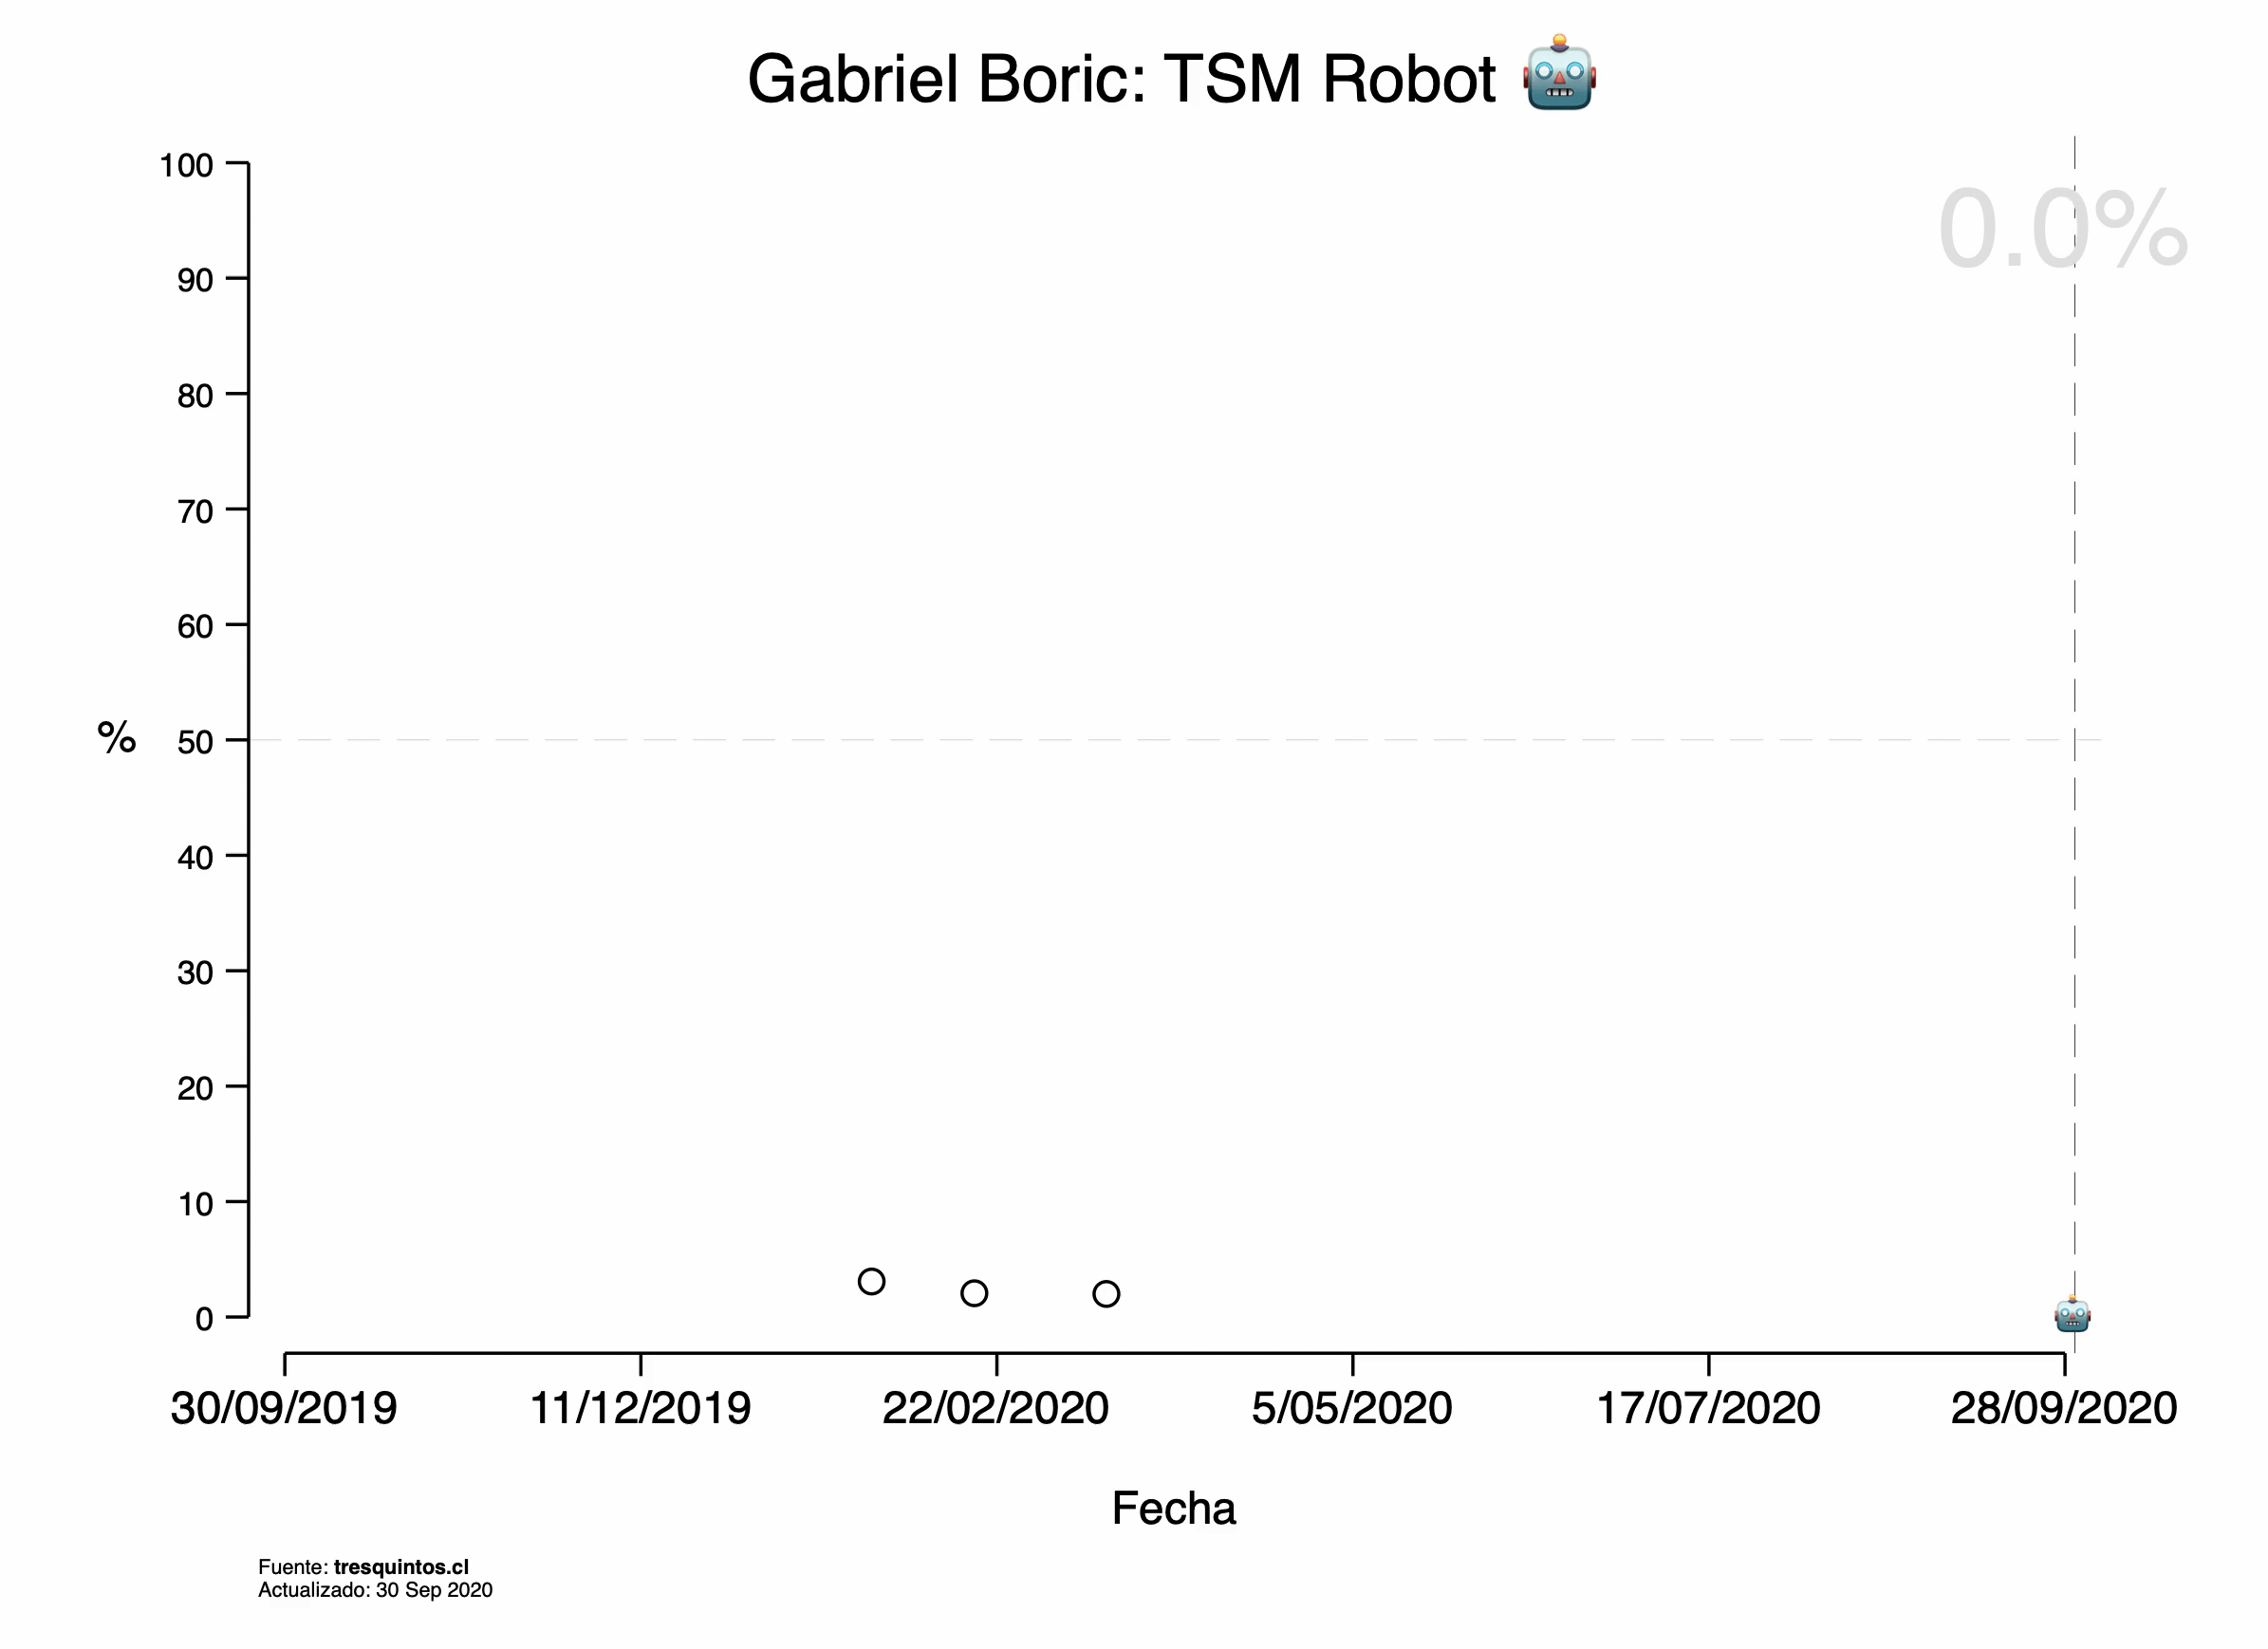 Gabriel Boric: TSM Robot 🤖
100
0.0%
90
80
70
60
% 50
40
30
20
10
0
30/09/2019 11/12/2019 22/02/2020 5/05/2020 17/07/2020 28/09/2020
Fecha
Fuente: tresquintos.cl
Actualizado: 30 Sep 2020